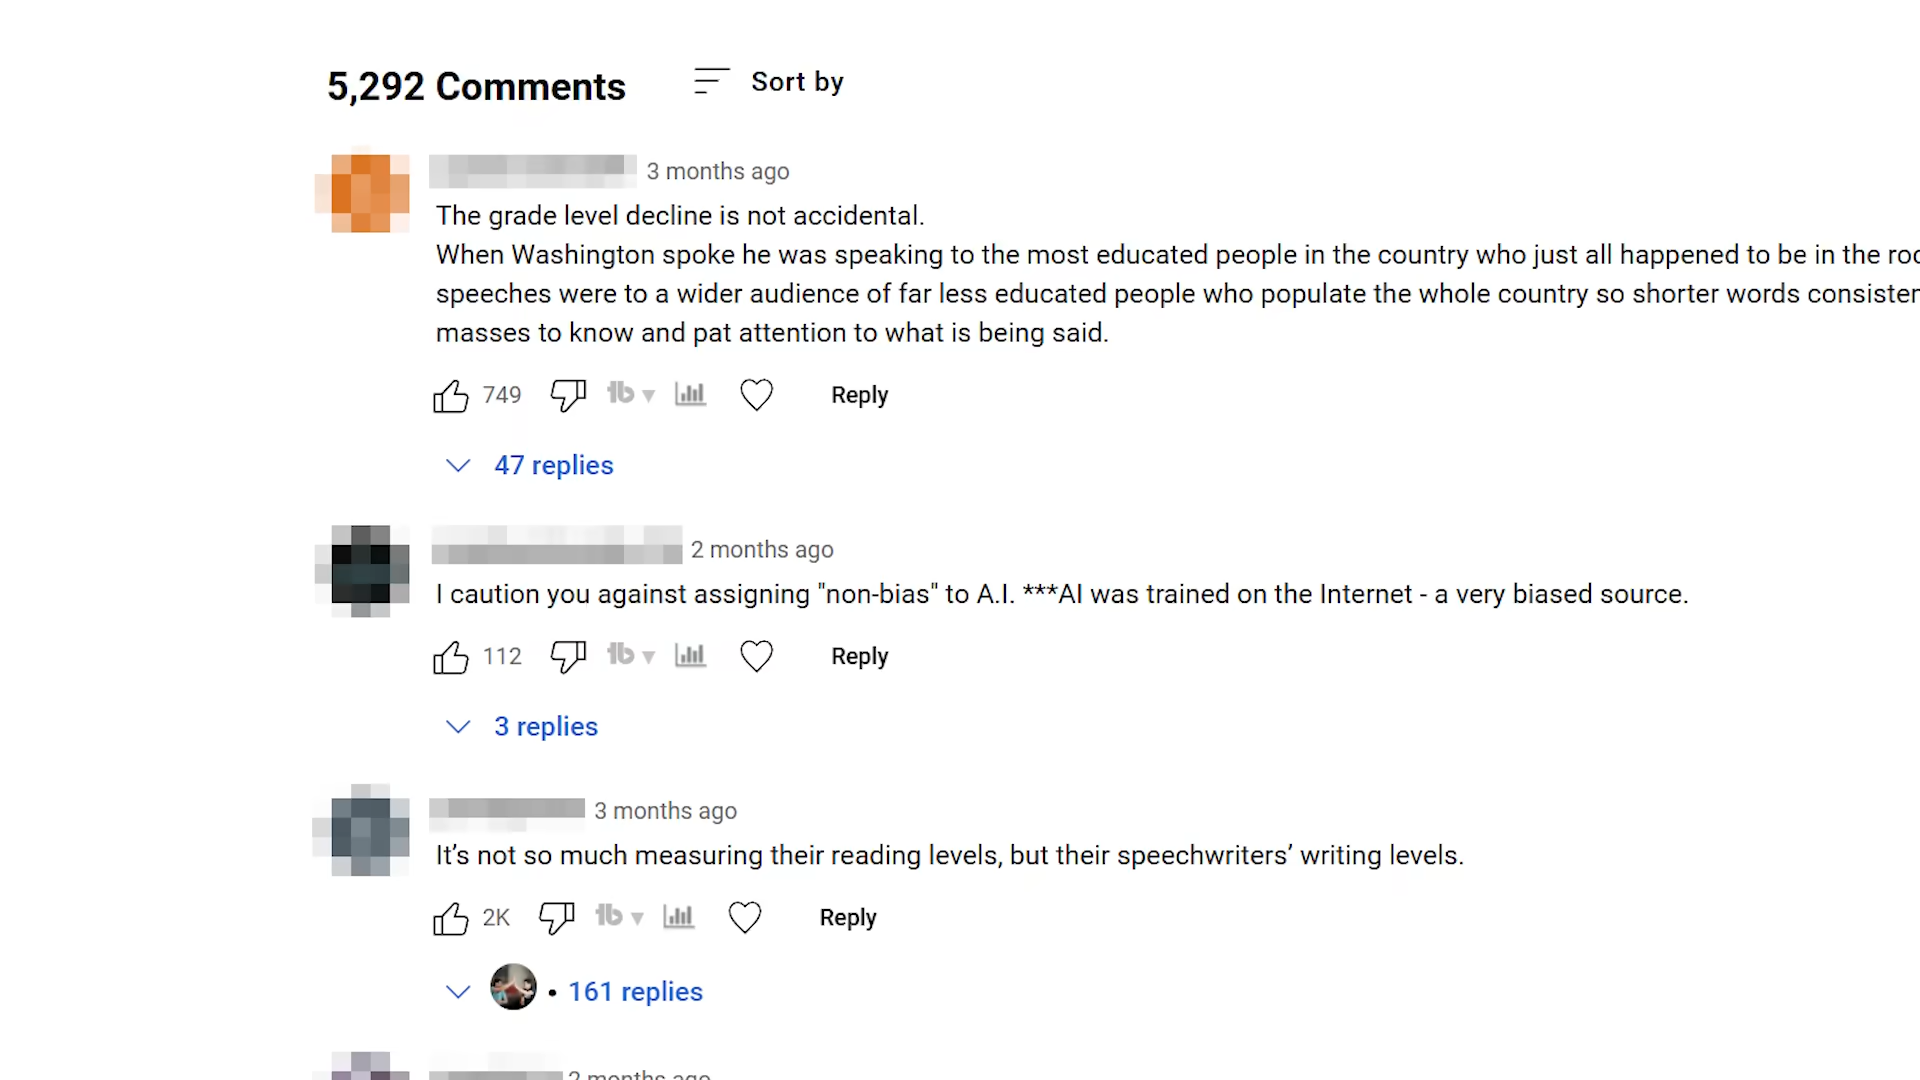 5,292 Comments
Sort by
3 months ago
The grade level decline is not accidental.
When Washington spoke he was speaking to the most educated people in the country who just all happened to be in the
speeches were to a wider audience of far less educated people who populate the whole country so shorter words
masses to know and pat attention to what is being said.
749
Reply
47 replies
2 months ago
I caution you against assigning "non-bias" to A.I. ***AI was trained on the Internet - a very biased source.
112
Reply
3 replies
3 months ago
It’s not so much measuring their reading levels, but their speechwriters’ writing levels.
2K
Reply
161 replies
2 months ago